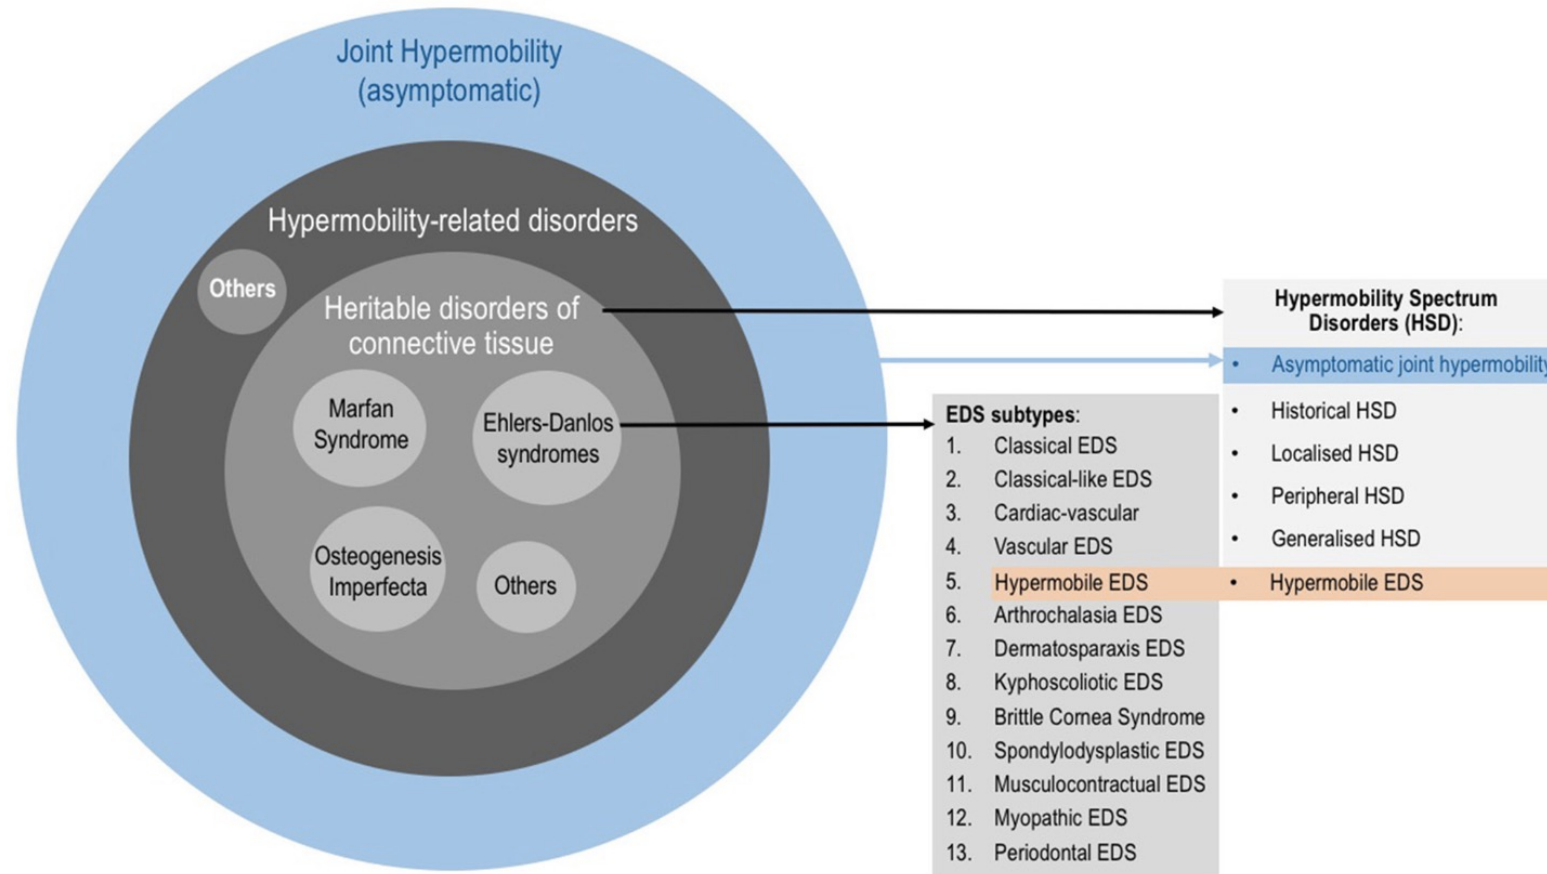 Joint Hypermobility
(asymptomatic)
Hypermobility-related disorders
Others
Heritable disorders of
connective tissue
Marfan
Syndrome
Ehlers-Danlos
syndromes
Osteogenesis
Imperfecta
Others
EDS subtypes:
1. Classical EDS
2. Classical-like EDS
3. Cardiac-vascular
4. Vascular EDS
5. Hypermobile EDS
6. Arthrochalasia EDS
7. Dermatosparaxis EDS
8. Kyphoscoliotic EDS
9. Brittle Cornea Syndrome
10. Spondylodysplastic EDS
11. Musculocontractual EDS
12. Myopathic EDS
13. Periodontal EDS
Hypermobility Spectrum
Disorders (HSD):
• Asymptomatic joint hypermobility
• Historical HSD
• Localised HSD
• Peripheral HSD
• Generalised HSD
• Hypermobile EDS